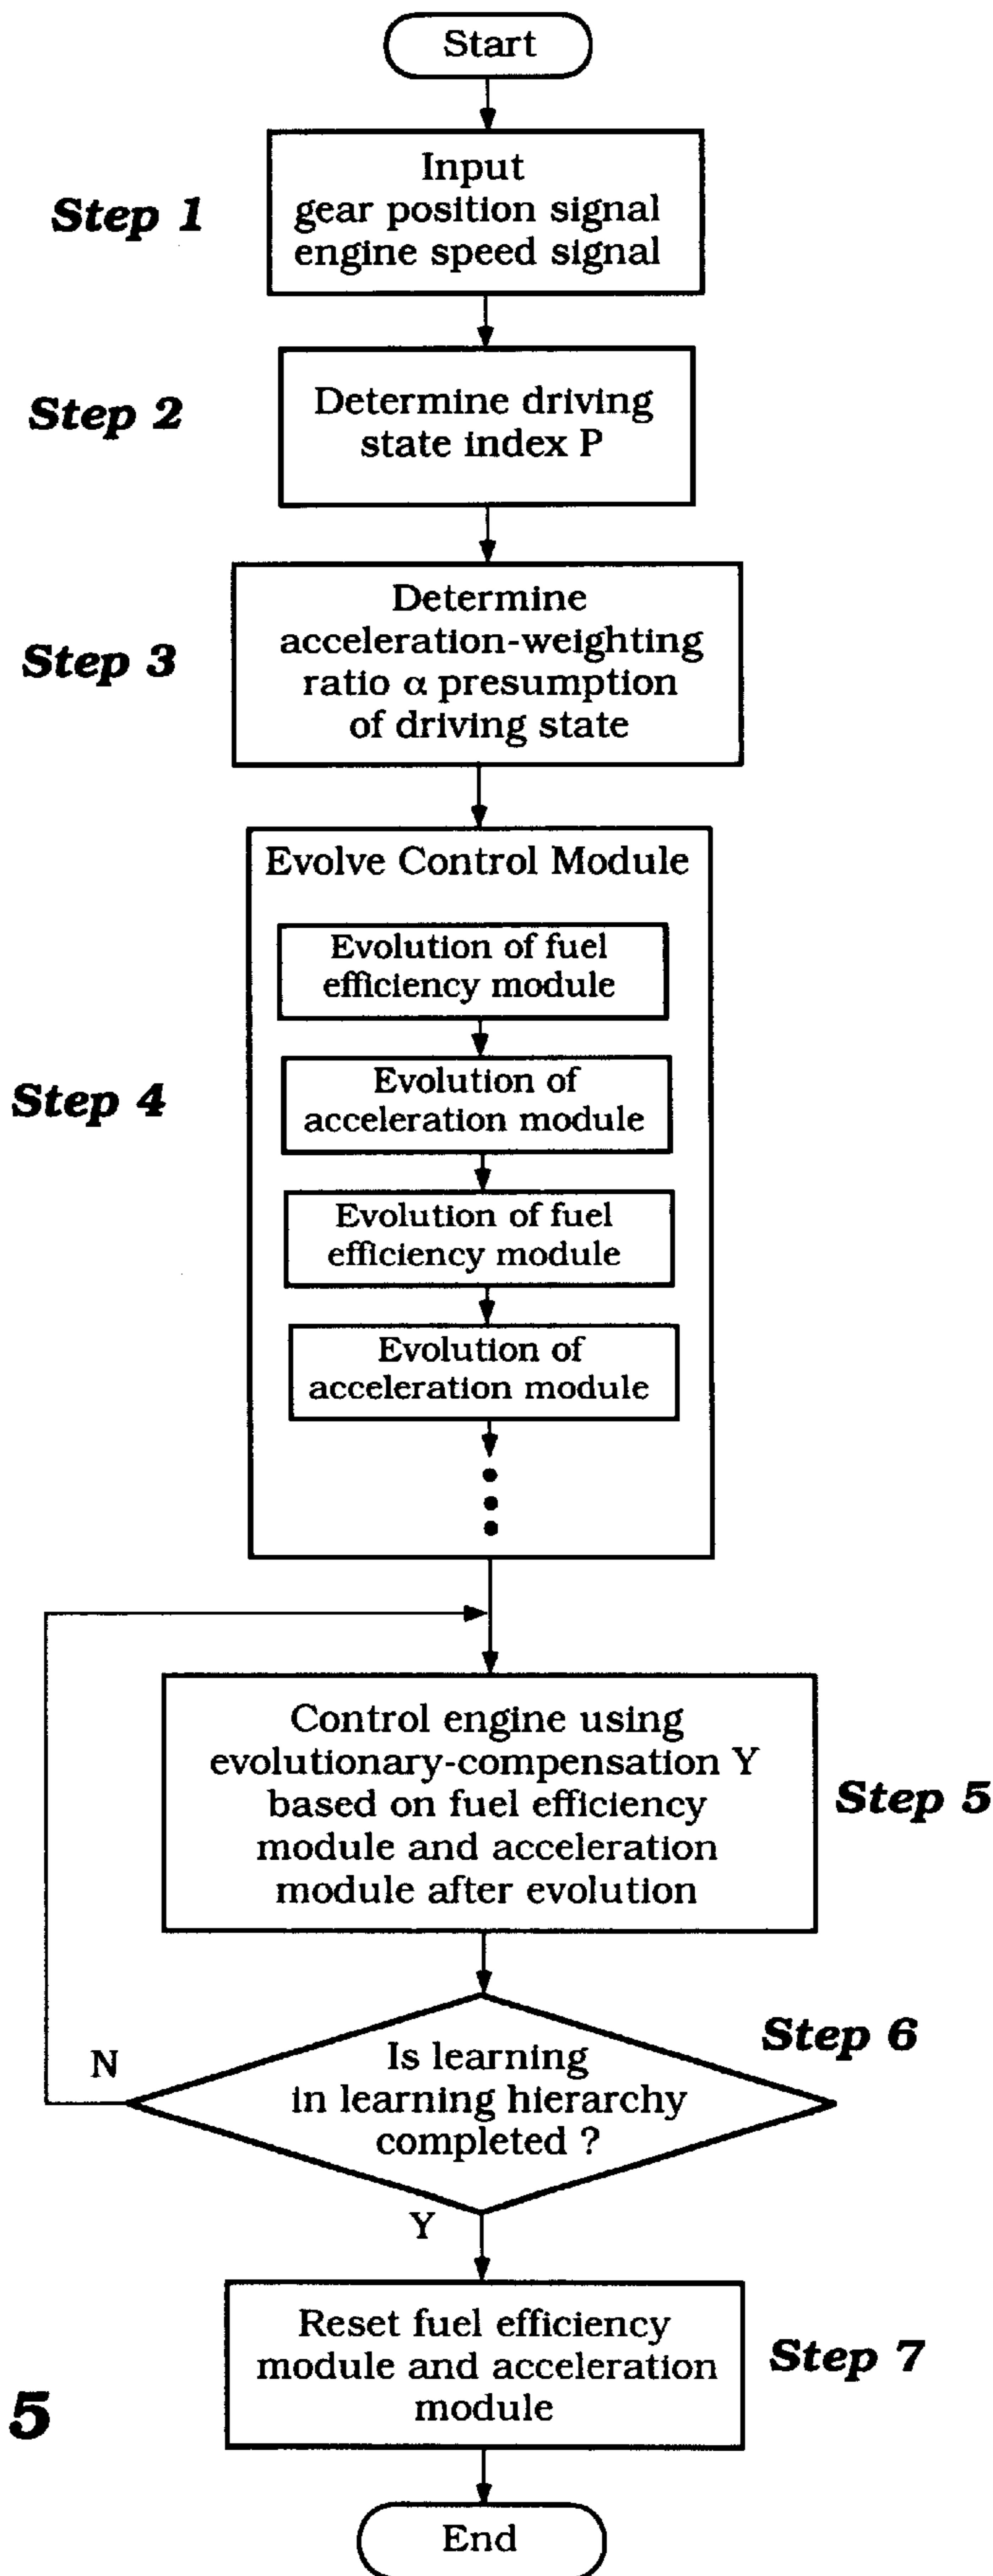 Start
Step 1
Input
gear position signal
engine speed signal
Step 2
Determine driving
state index P
Step 3
Determine
acceleration-weighting
ratio α presumption
of driving state
Evolve Control Module
Evolution of fuel
efficiency module
Step 4
Evolution of
acceleration module
Evolution of fuel
efficiency module
Evolution of
acceleration module
Control engine using
evolutionary-compensation Y
based on fuel efficiency
module and acceleration
module after evolution
Step 5
Step 6
N
Is learning
in learning hierarchy
completed ?
Y
Reset fuel efficiency
module and acceleration
module
Step 7
5
End